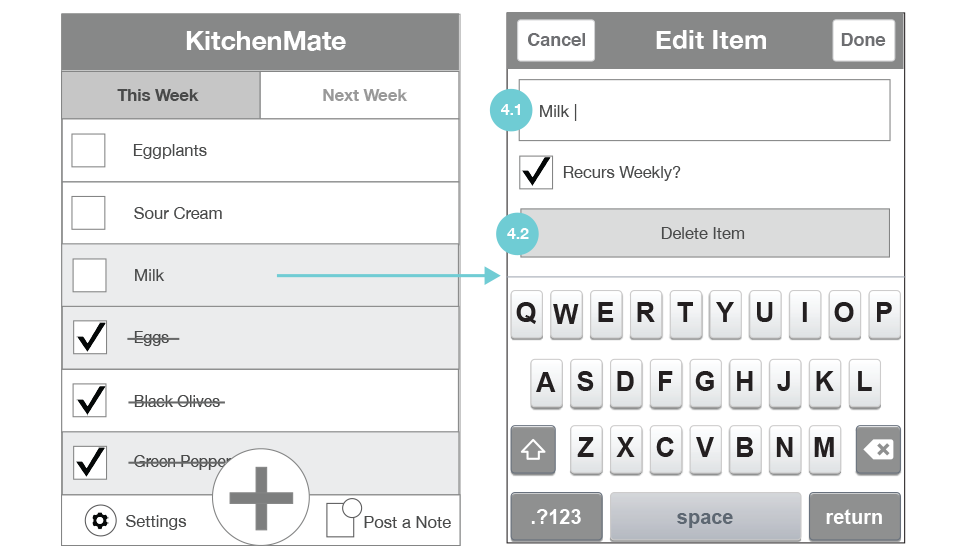 KitchenMate
This Week
Next Week
Eggplants
Sour Cream
Milk
Eggs
Black Olives
Green Pepper
Settings
Post a Note
Cancel
Edit Item
Done
4.1
Milk
Recurs Weekly?
4.2
Delete Item
Q W E R T Y U I O P
A S D F G H J K L
Z X C V B N M
.?123
space
return